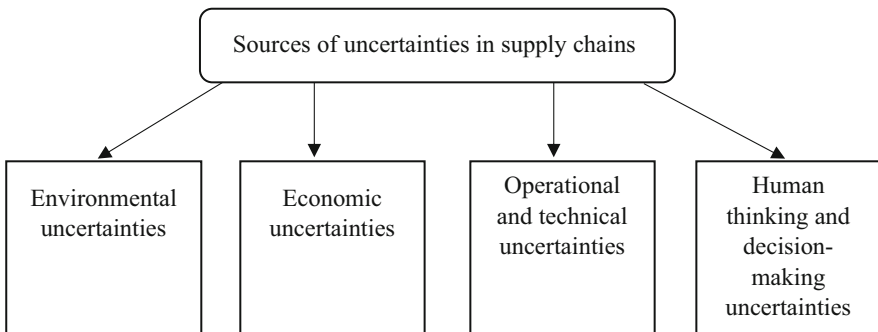 Sources of uncertainties in supply chains
Environmental
uncertainties
Economic
uncertainties
Operational
and technical
uncertainties
Human
thinking and
decision-
making
uncertainties